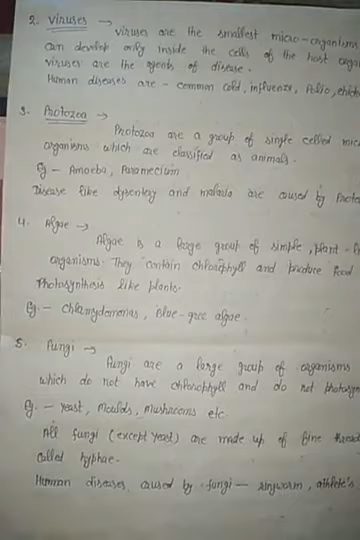 2. Viruses → Viruses are the smallest micro-organisms
can develop only inside the cells of the host
viruses are the agents of disease.
Human diseases are - common cold, influenza, Polio,
3. Protozoa →
Protozoa are a group of single celled
organisms which are classified as animals.
Eg - Amoeba, Paramecium
Disease like dysentery and malaria are caused by
4. Algae →
Algae is a large group of simple, plant -
organisms. They contain chlorophyll and produce food
Photosynthesis like plants.
Eg. - Chlamydomonas, Blue-gree algae.
5. Fungi →
Fungi are a large group of organisms
which do not have chlorophyll and do not
Eg. - Yeast, Moulds, Mushrooms etc.
All fungi (except yeast) are made up of fine
called hyphae.
Human diseases caused by fungi - ringworm, athlete's